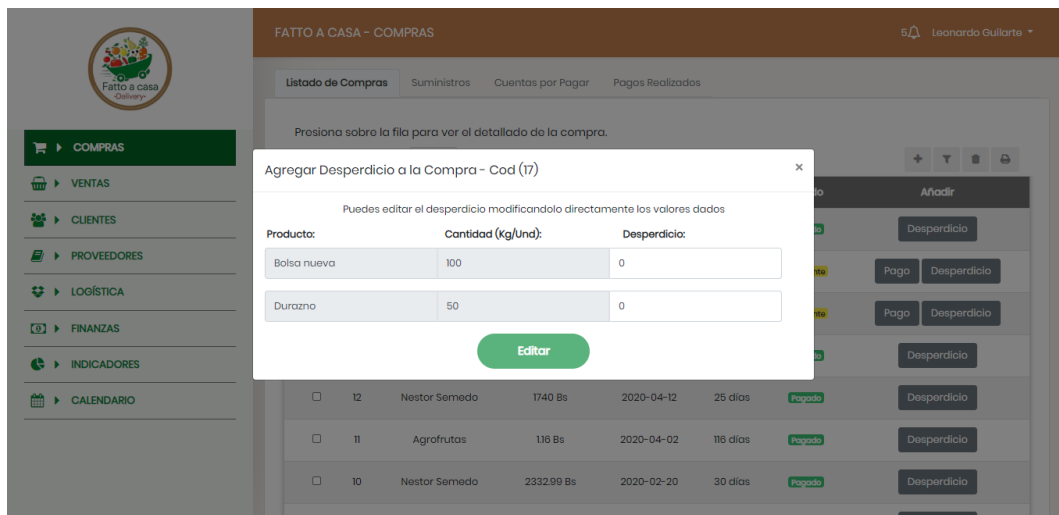 Fatto a casa
-Delivery-
FATTO A CASA - COMPRAS
5
Leonardo Guilarte
Listado de Compras
Suministros
Cuentas por Pagar
Pagos Realizados
COMPRAS
VENTAS
CLIENTES
PROVEEDORES
LOGÍSTICA
FINANZAS
INDICADORES
CALENDARIO
Presiona sobre la fila para ver el detallado de la compra.
Agregar Desperdicio a la Compra - Cod (17)
×
Puedes editar el desperdicio modificandolo directamente los valores dados
Producto: Cantidad (Kg/Und): Desperdicio:
Bolsa nueva 100 0
Durazno 50 0
Editar
Añadir
Desperdicio
Pago Desperdicio
Pago Desperdicio
Desperdicio
12 Nestor Semedo 1740 Bs 2020-04-12 25 días Pagado Desperdicio
11 Agrofrutas 1.16 Bs 2020-04-02 116 días Pagado Desperdicio
10 Nestor Semedo 2332.99 Bs 2020-02-20 30 días Pagado Desperdicio